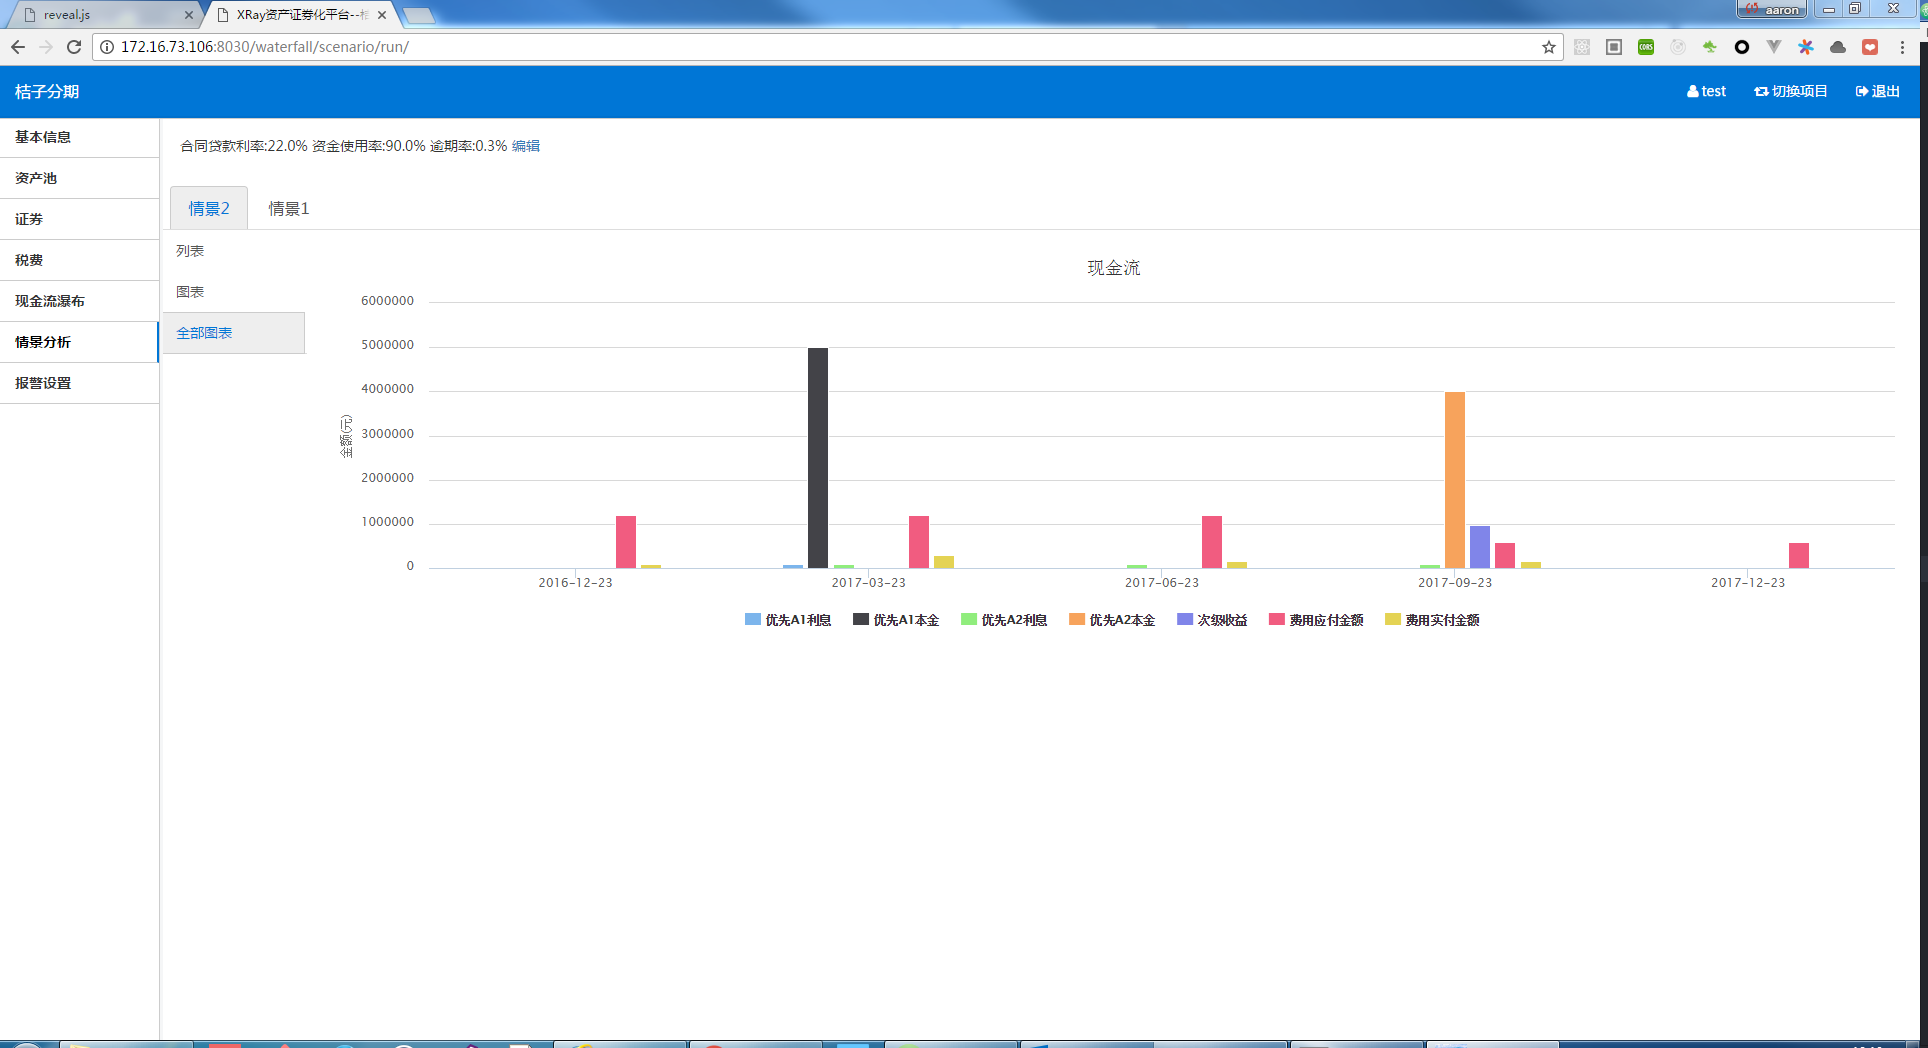 reveal.js
XRay资产证券化平台--桔
aaron
172.16.73.106:8030/waterfall/scenario/run/
CORS
桔子分期
test 切换项目 退出
基本信息
资产池
证券
税费
现金流瀑布
情景分析
报警设置
合同贷款利率:22.0% 资金使用率:90.0% 逾期率:0.3% 编辑
情景2 情景1
列表
图表
全部图表
现金流
金额(元)
6000000
5000000
4000000
3000000
2000000
1000000
0
2016-12-23 2017-03-23 2017-06-23 2017-09-23 2017-12-23
优先A1利息 优先A1本金 优先A2利息 优先A2本金 次级收益 费用应付金额 费用实付金额